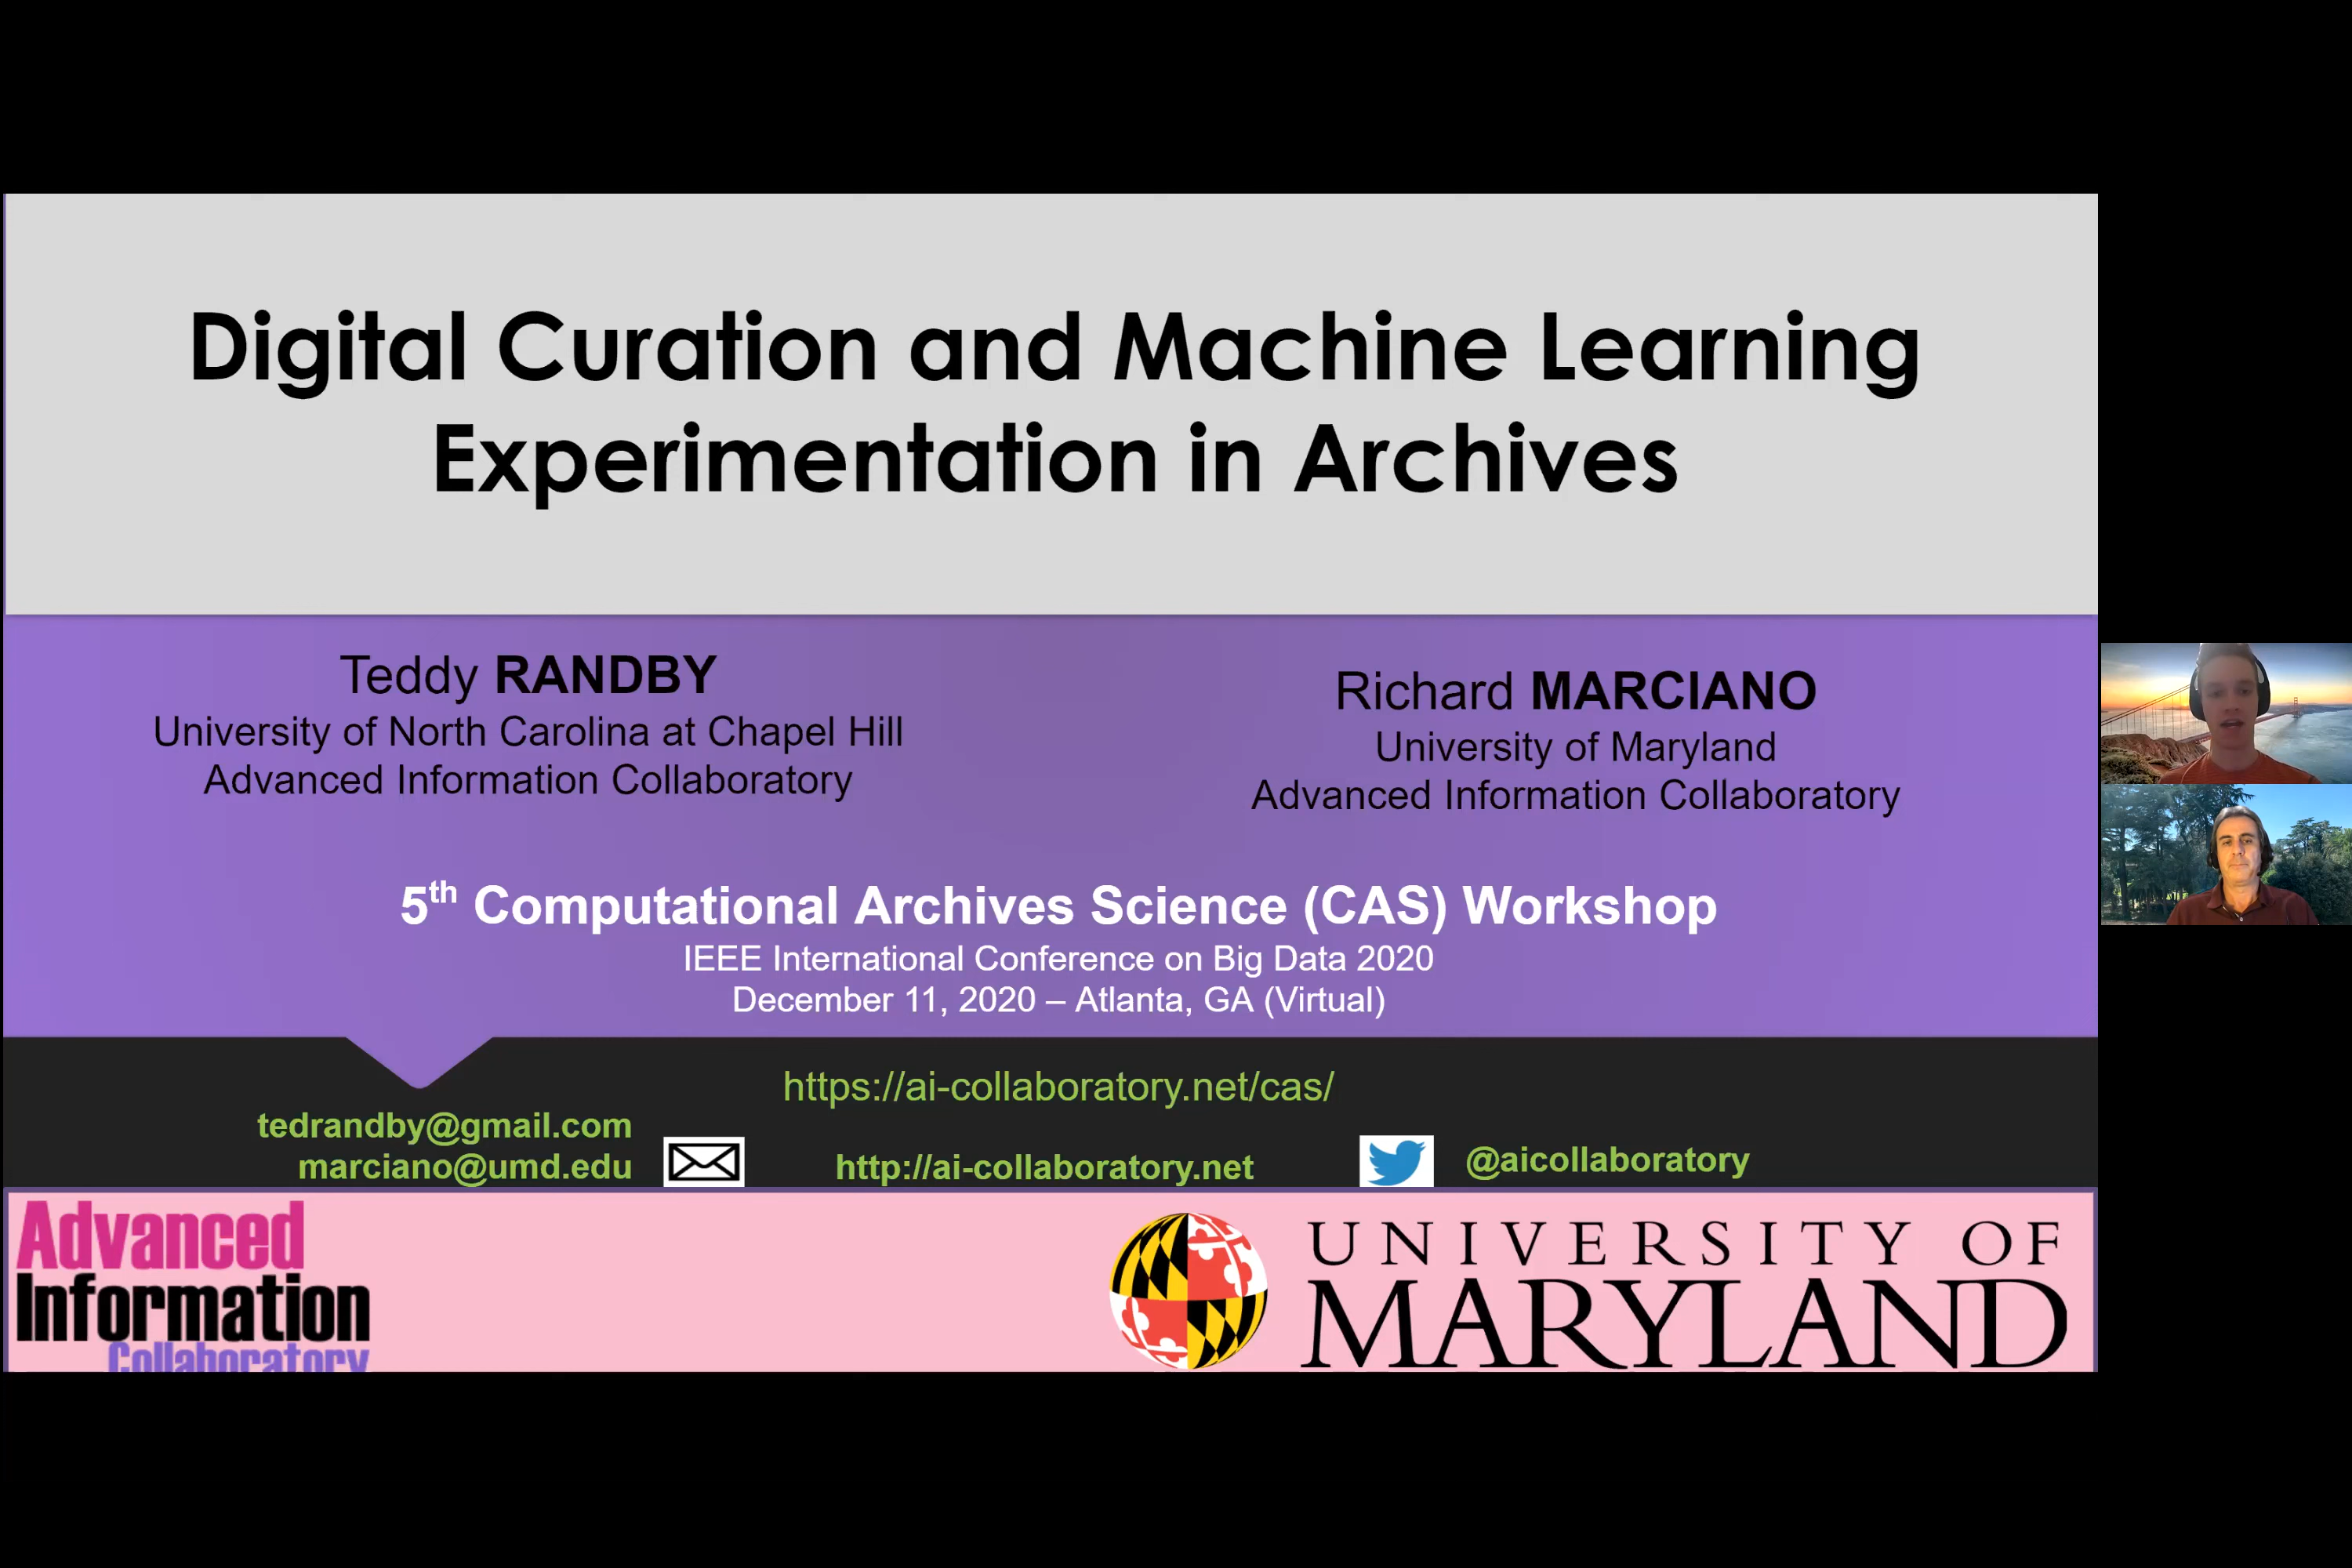 Digital Curation and Machine Learning
Experimentation in Archives
Teddy RANDBY
University of North Carolina at Chapel Hill
Advanced Information Collaboratory
Richard MARCIANO
University of Maryland
Advanced Information Collaboratory
5th Computational Archives Science (CAS) Workshop
IEEE International Conference on Big Data 2020
December 11, 2020 – Atlanta, GA (Virtual)
https://ai-collaboratory.net/cas/
tedrandby@gmail.com
marciano@umd.edu
http://ai-collaboratory.net
@aicollaboratory
Advanced
Information
Collaboratory
UNIVERSITY OF
MARYLAND